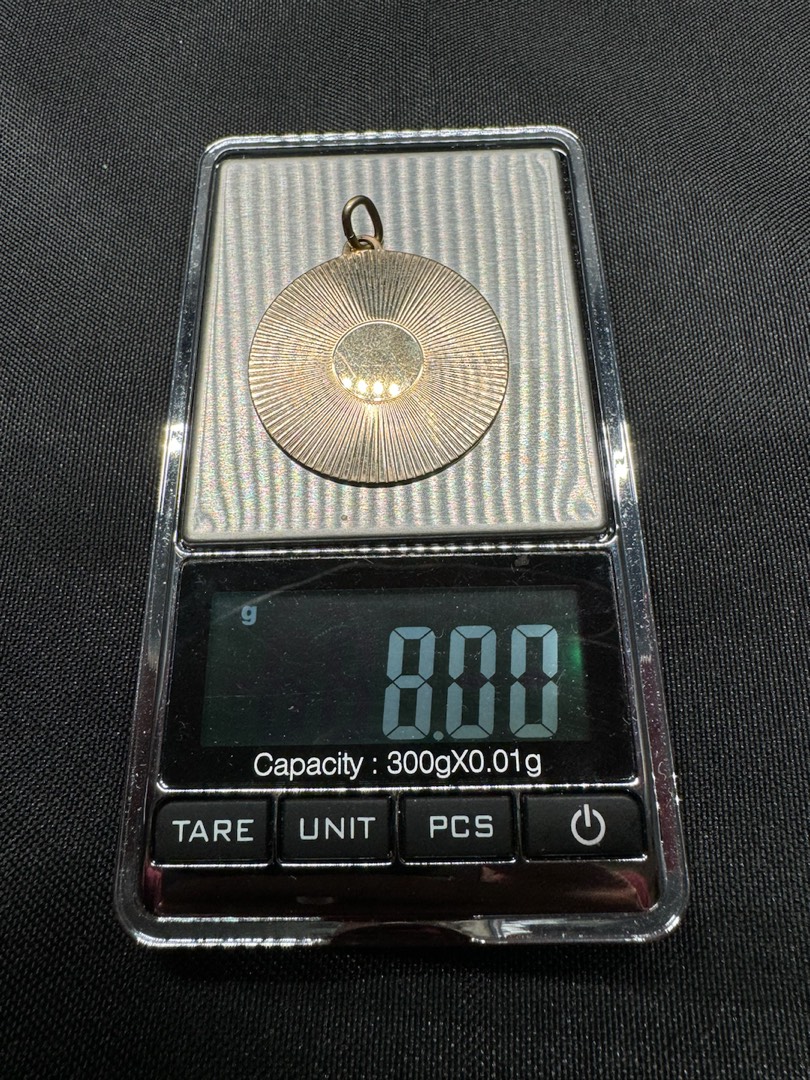 g
8.00
Capacity : 300gX0.01g
TARE UNIT PCS